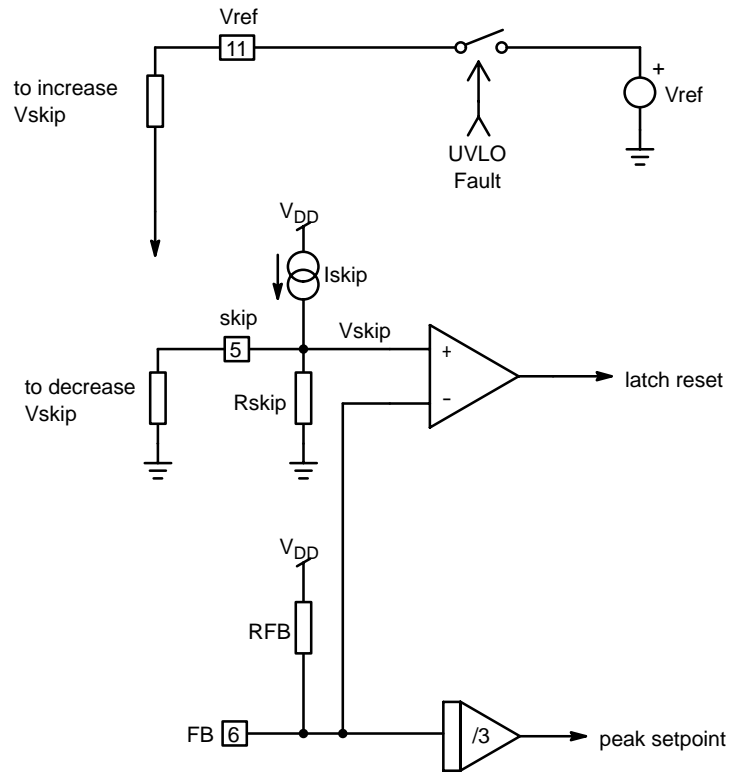 Vref
11
to increase
Vskip
+
Vref
UVLO
Fault
VDD
Iskip
skip
5
Vskip
+
−
latch reset
to decrease
Vskip
Rskip
VDD
RFB
FB
6
/3
peak setpoint